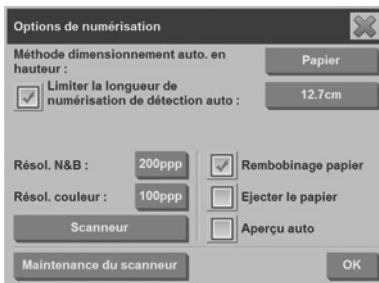 Options de numérisation
Méthode dimensionnement auto. en
hauteur :
Papier
Limiter la longueur de
numérisation de détection auto :
12.7cm
Résol. N&B :
200ppp
Rembobinage papier
Résol. couleur :
100ppp
Ejecter le papier
Scanneur
Aperçu auto
Maintenance du scanneur
OK